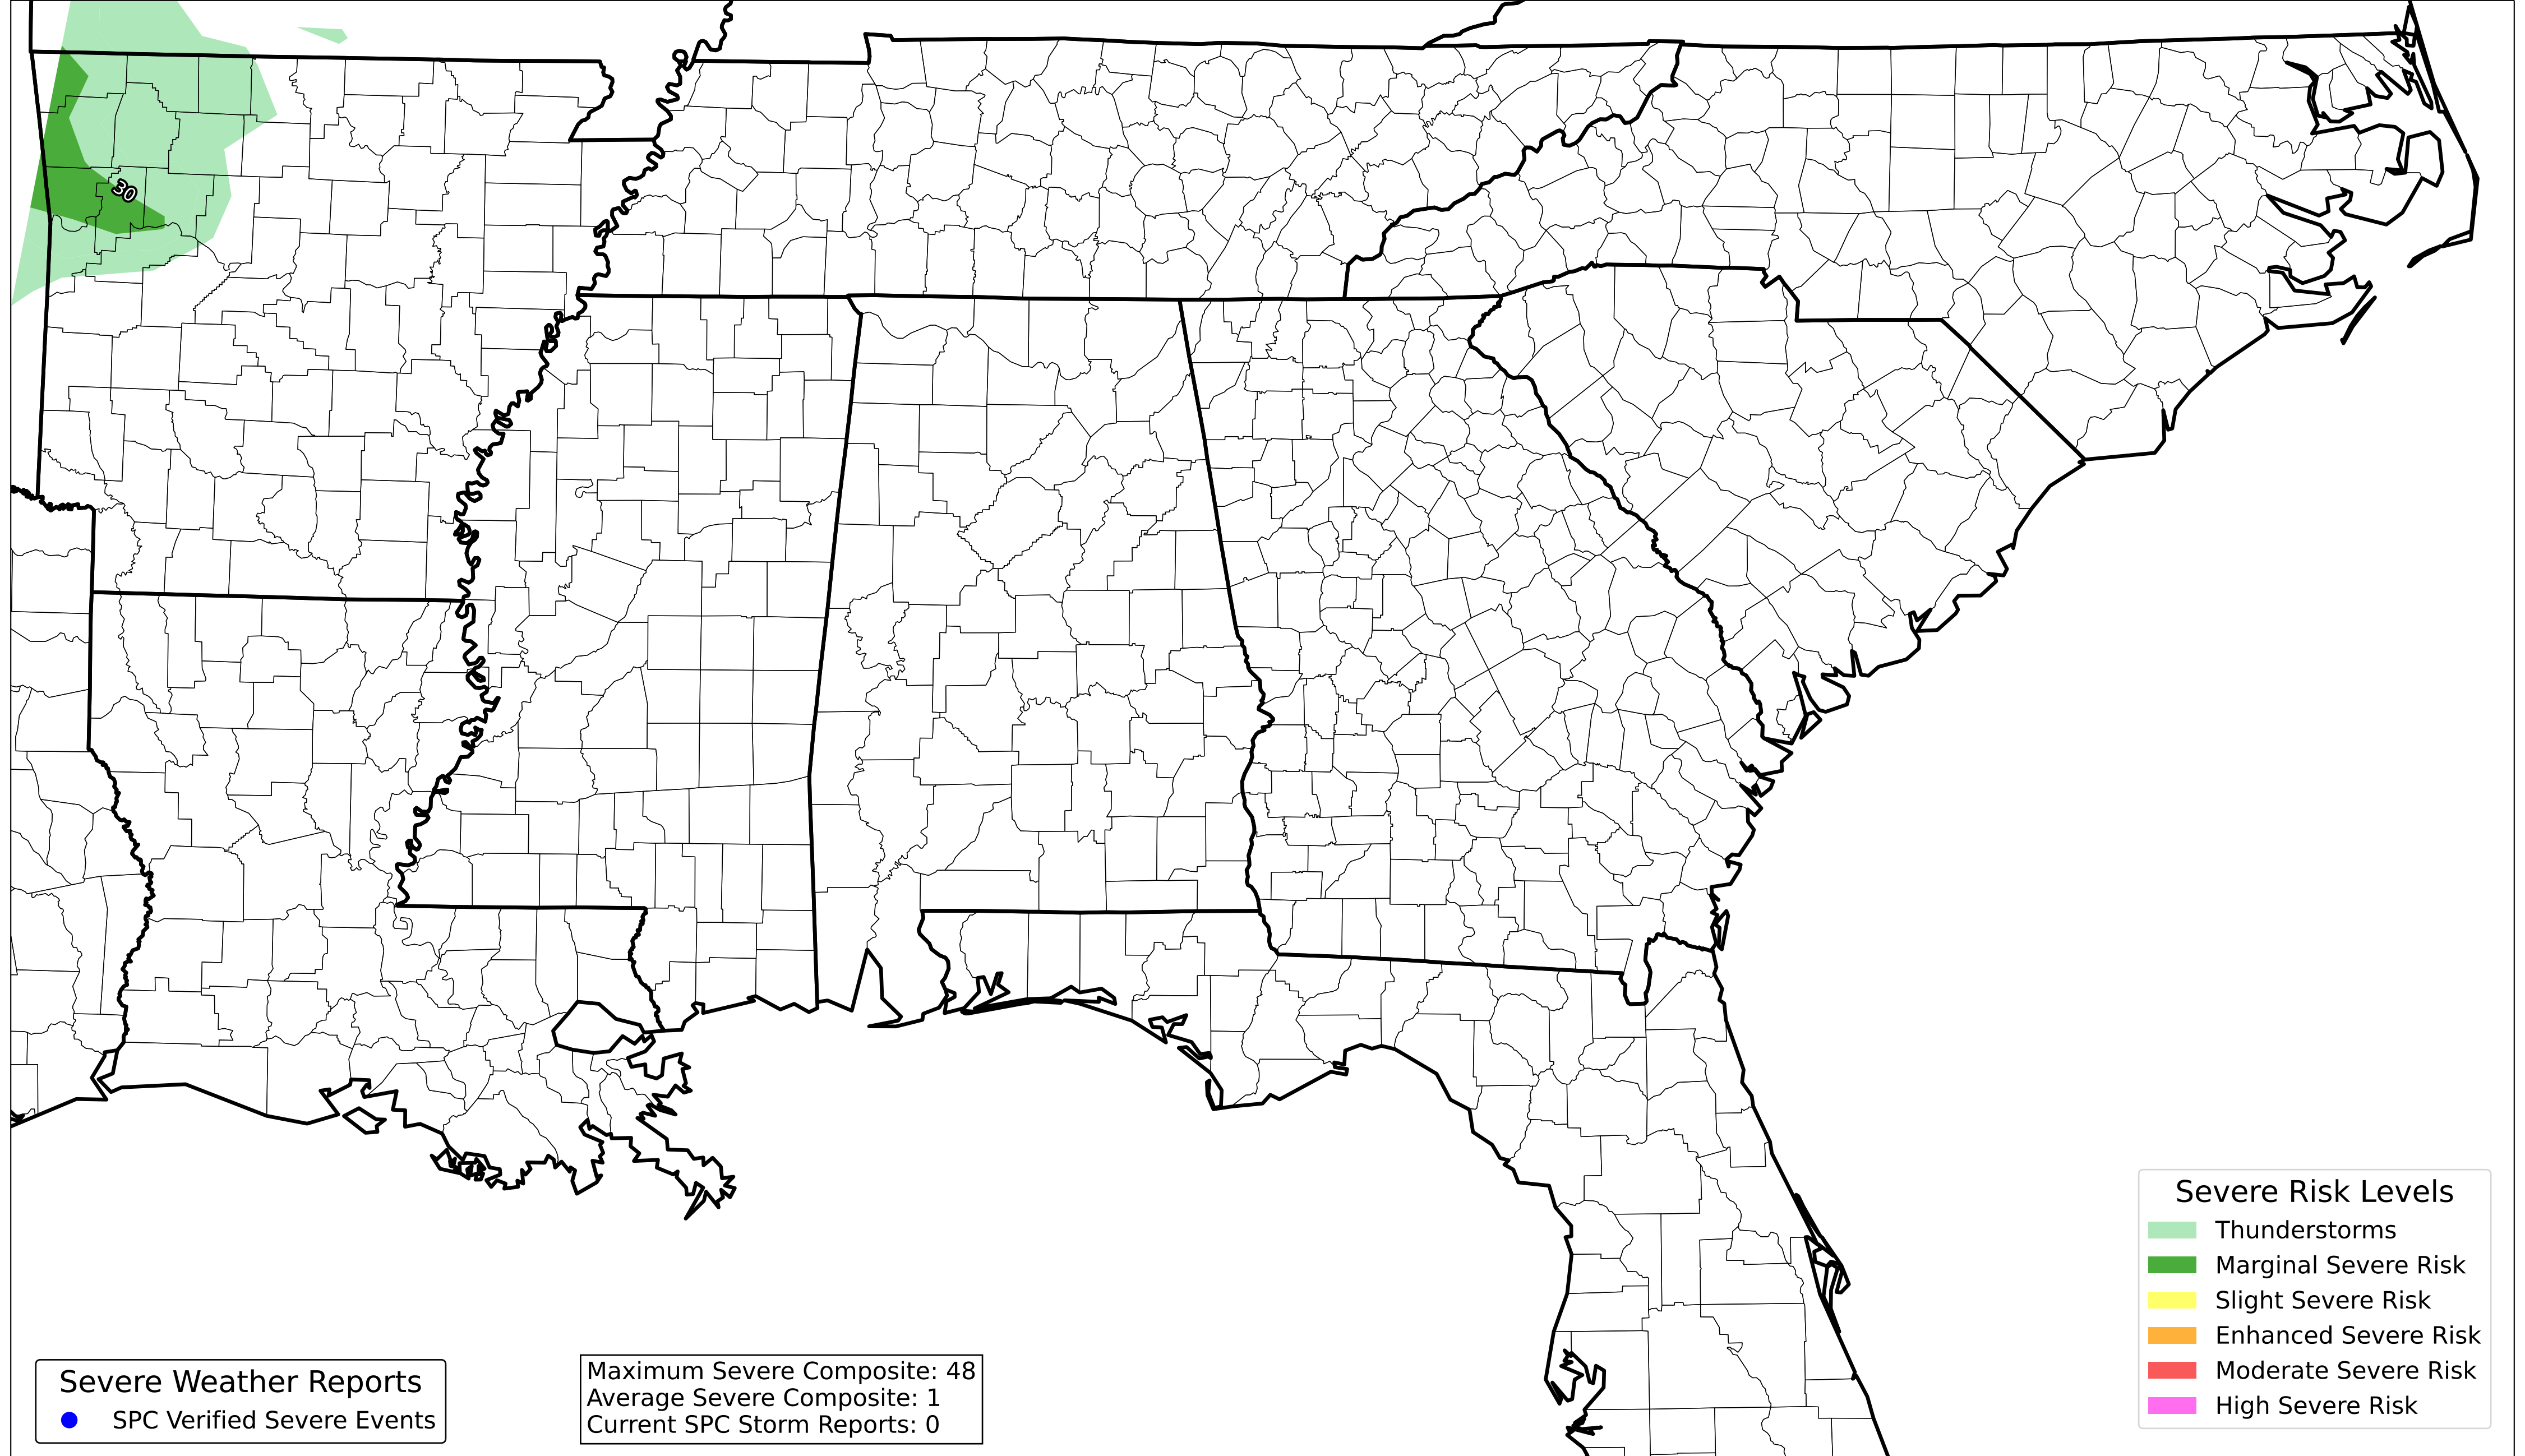 30
Severe Risk Levels
Thunderstorms
Marginal Severe Risk
Slight Severe Risk
Enhanced Severe Risk
Moderate Severe Risk
High Severe Risk
Severe Weather Reports
SPC Verified Severe Events
Maximum Severe Composite: 48
Average Severe Composite: 1
Current SPC Storm Reports: 0